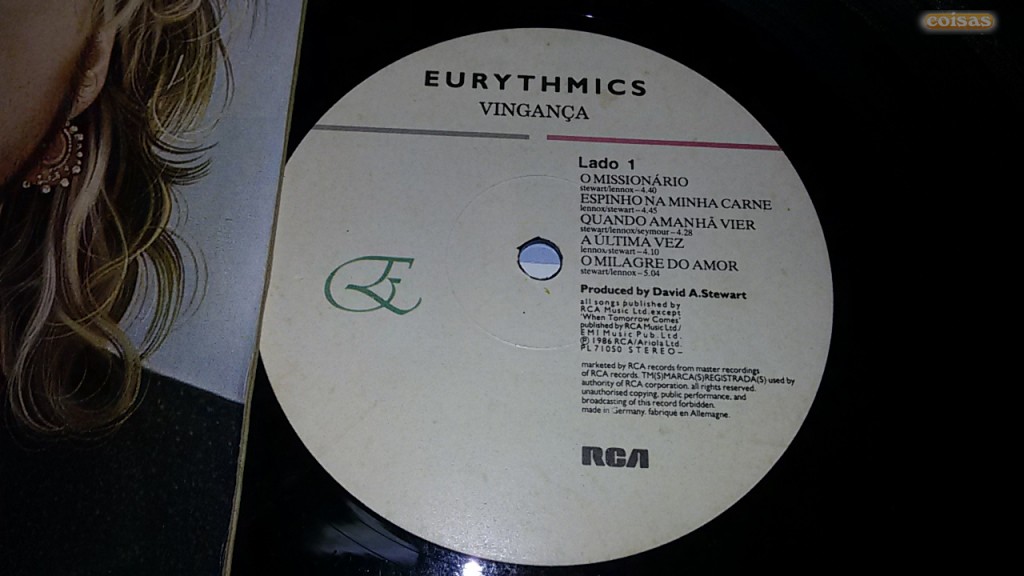 coisas
EURYTHMICS
VINGANÇA
Lado 1
O MISSIONÁRIO
stewart/lennox–4.40
ESPINHO NA MINHA CARNE
lennox/stewart–4.45
QUANDO AMANHÃ VIER
stewart/lennox/seymour–4.28
A ÚLTIMA VEZ
lennox/stewart–4.10
O MILAGRE DO AMOR
stewart/lennox–5.04
Produced by David A.Stewart
all songs published by
RCA Music Ltd.except
'When Tomorrow Comes'
published by RCA Music Ltd/
EMI Music Pub. Ltd.
Ⓟ1986 RCA/Ariola Ltd.
PL 71050 STEREO–
marketed by RCA records from master recordings
of RCA records. TM(S)MARCA(S)REGISTRADA(S) used by
authority of RCA corporation. all rights reserved.
unauthorised copying, public performance, and
broadcasting of this record forbidden.
made in Germany. fabriqué en Allemagne.
RCA